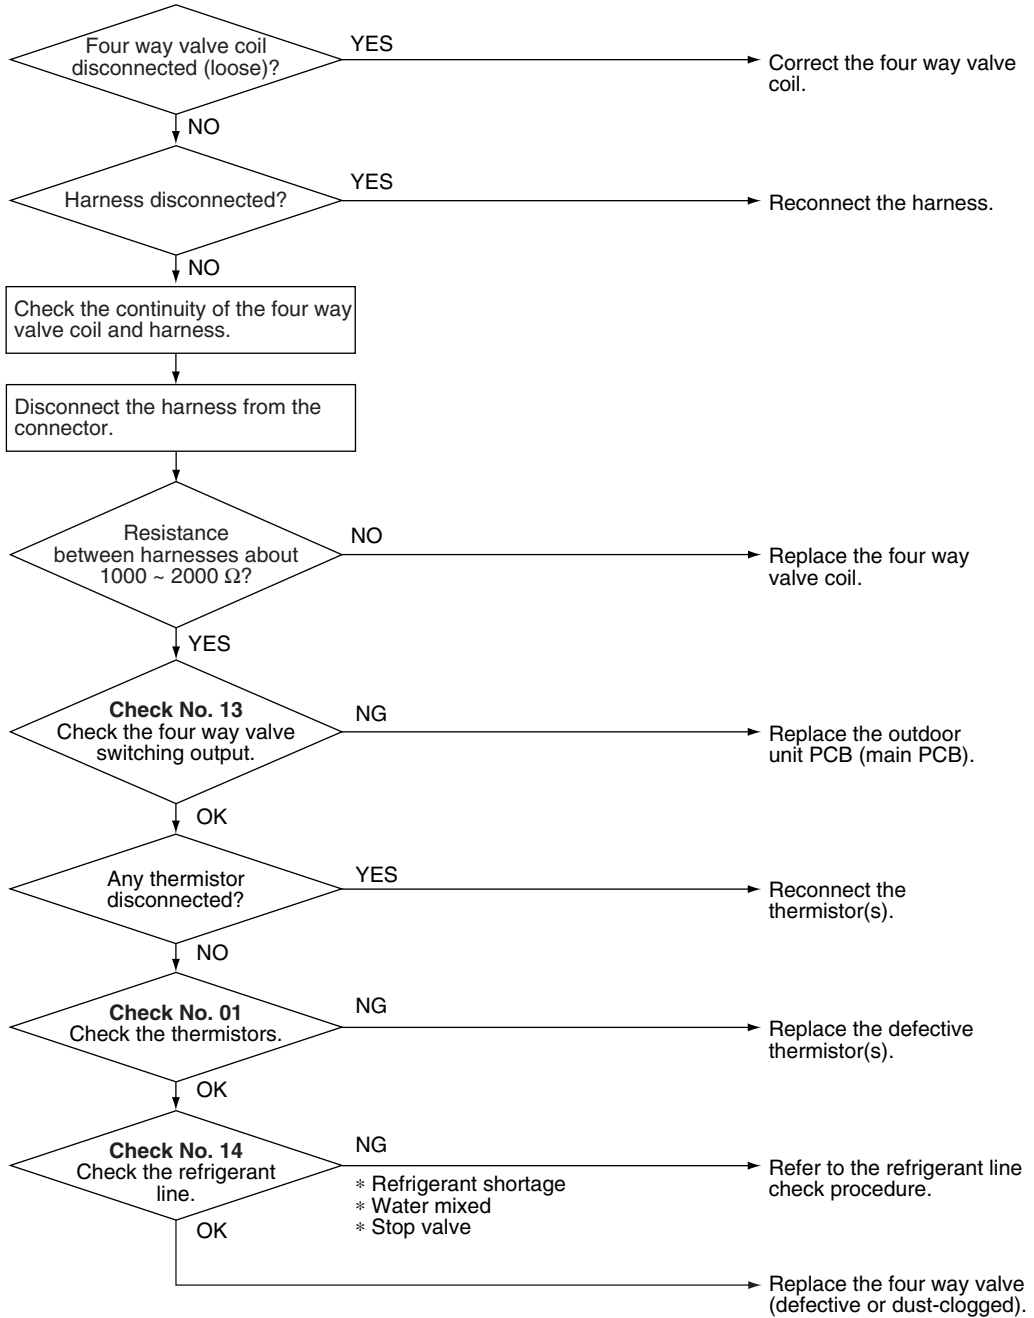 Four way valve coil
disconnected (loose)?
YES
Correct the four way valve
coil.
NO
Harness disconnected?
YES
Reconnect the harness.
NO
Check the continuity of the four way
valve coil and harness.
Disconnect the harness from the
connector.
Resistance
between harnesses about
1000 ~ 2000 Ω?
NO
Replace the four way
valve coil.
YES
Check No. 13
Check the four way valve
switching output.
NG
Replace the outdoor
unit PCB (main PCB).
OK
Any thermistor
disconnected?
YES
Reconnect the
thermistor(s).
NO
Check No. 01
Check the thermistors.
NG
Replace the defective
thermistor(s).
OK
Check No. 14
Check the refrigerant
line.
NG
∗ Refrigerant shortage
∗ Water mixed
∗ Stop valve
Refer to the refrigerant line
check procedure.
OK
Replace the four way valve
(defective or dust-clogged).